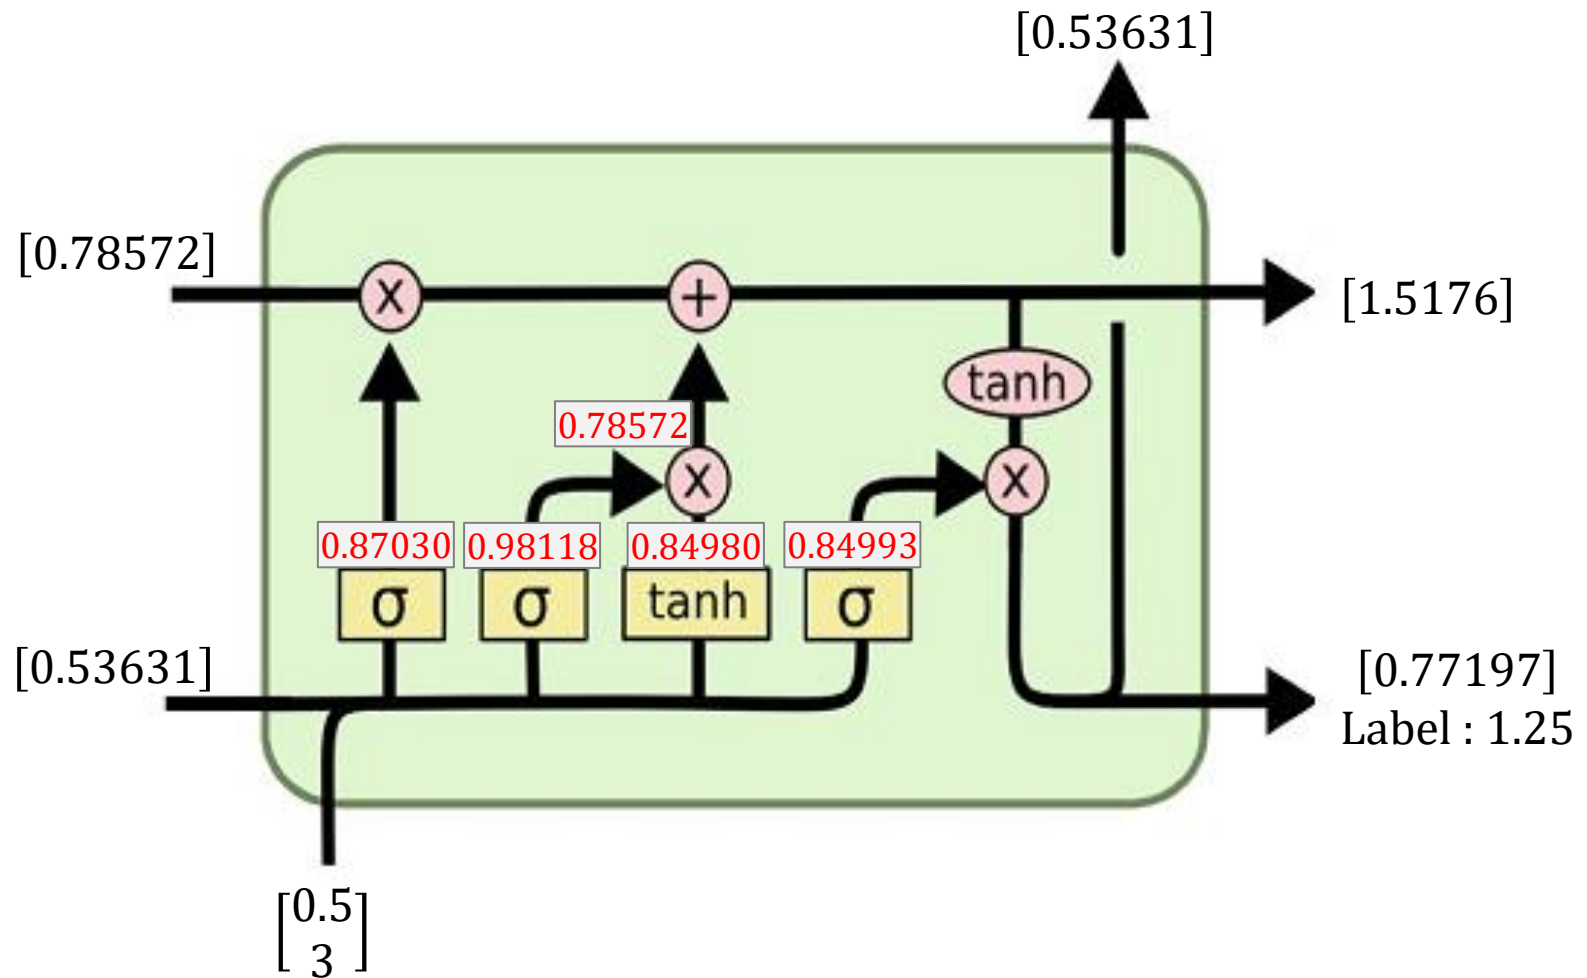 [0.53631]
[0.78572]
x
+
[1.5176]
tanh
0.78572
x
x
0.87030
0.98118
0.84980
0.84993
σ
σ
tanh
σ
[0.53631]
[0.77197]
Label : 1.25
[0.5
3]